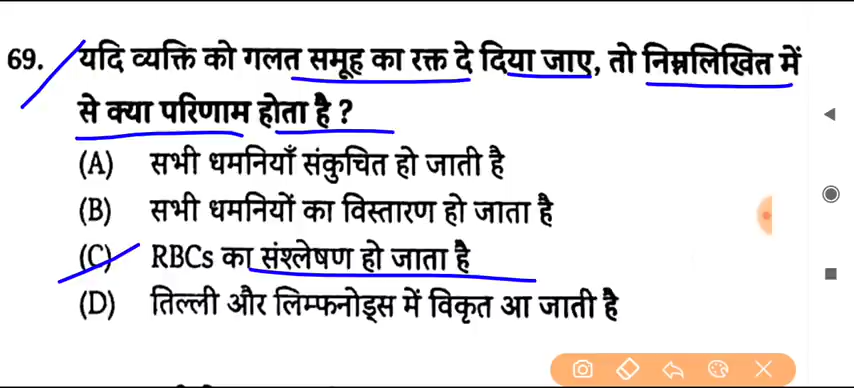 69. यदि व्यक्ति को गलत समूह का रक्त दे दिया जाए, तो निम्नलिखित में
से क्या परिणाम होता है ?
(A) सभी धमनियाँ संकुचित हो जाती है
(B) सभी धमनियों का विस्तारण हो जाता है
(C) RBCs का संश्लेषण हो जाता है
(D) तिल्ली और लिम्फनोड्स में विकृत आ जाती है